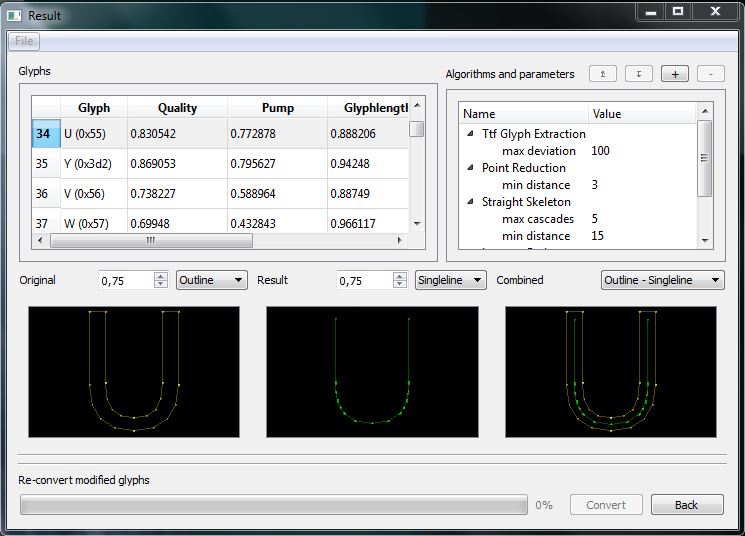 Result
File
Glyphs
Glyph Quality Pump Glyphlengtl
34 U (0x55) 0.830542 0.772878 0.888206
35 Y (0x3d2) 0.869053 0.795627 0.94248
36 V (0x56) 0.738227 0.588964 0.88749
37 W (0x57) 0.69948 0.432843 0.966117
Algorithms and parameters + -
Name Value
Ttf Glyph Extraction
max deviation 100
Point Reduction
min distance 3
Straight Skeleton
max cascades 5
min distance 15
Original 0,75 Outline Result 0,75 Singleline Combined Outline - Singleline
Re-convert modified glyphs
0% Convert Back